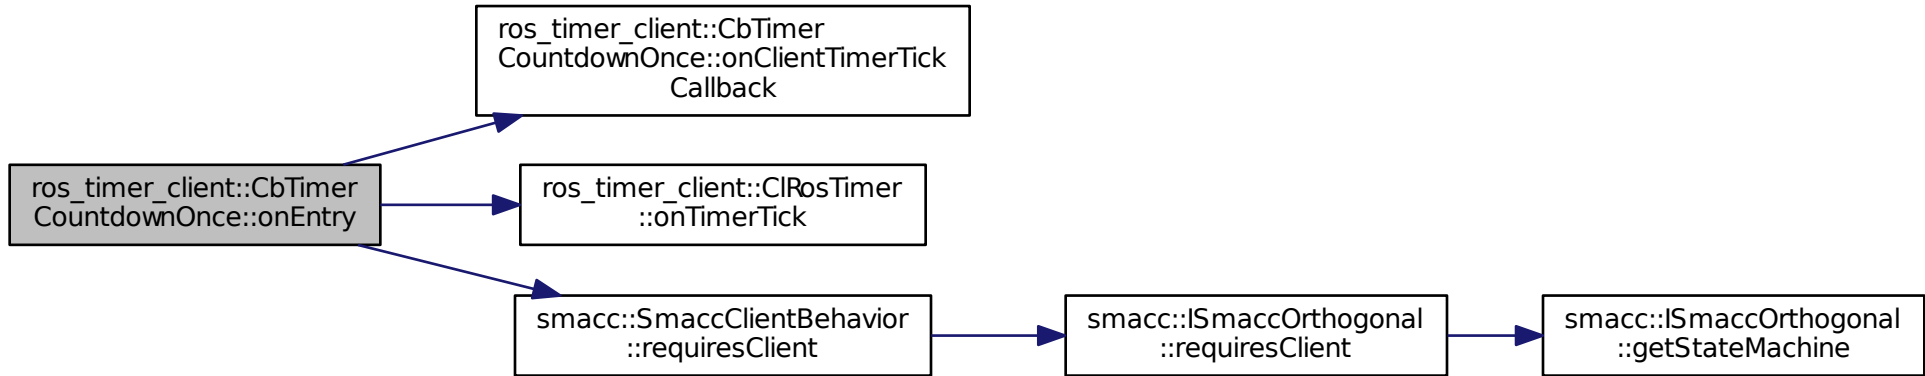 ros_timer_client::CbTimer
CountdownOnce::onClientTimerTick
Callback
ros_timer_client::CbTimer
CountdownOnce::onEntry
ros_timer_client::ClRosTimer
::onTimerTick
smacc::SmaccClientBehavior
::requiresClient
smacc::ISmaccOrthogonal
::requiresClient
smacc::ISmaccOrthogonal
::getStateMachine